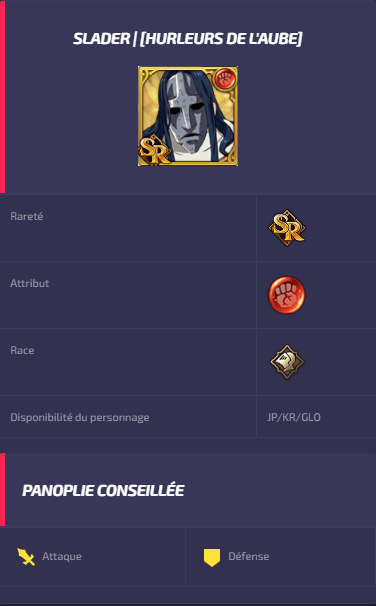 SLADER | [HURLEURS DE L'AUBE]
SR
Rareté
SR
Attribut
Race
Disponibilité du personnage
JP/KR/GLO
PANOPLIE CONSEILLÉE
Attaque
Défense